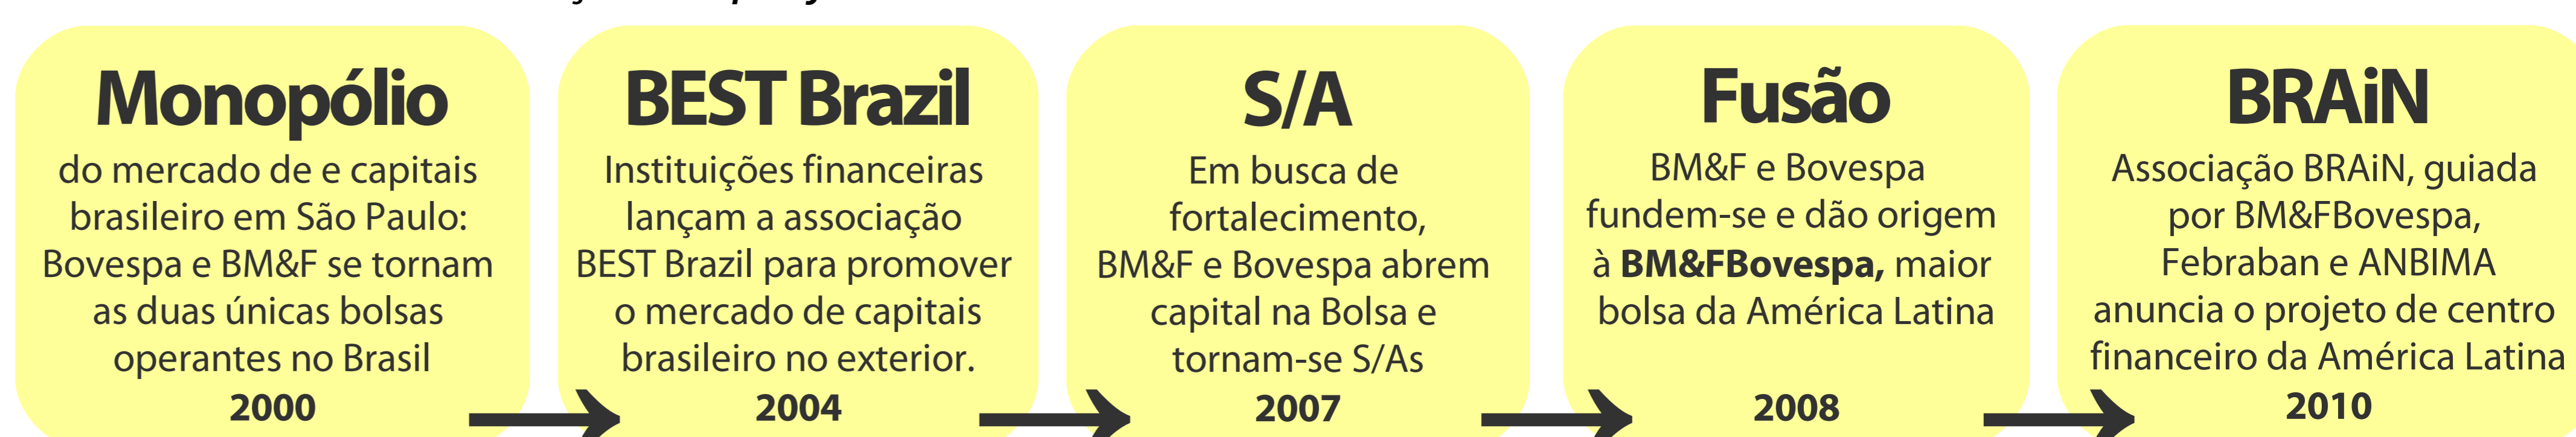 Monopólio
do mercado de e capitais
brasileiro em São Paulo:
Bovespa e BM&F se tornam
as duas únicas bolsas
operantes no Brasil
2000
BEST Brazil
Instituições financeiras
lançam a associação
BEST Brazil para promover
o mercado de capitais
brasileiro no exterior.
2004
S/A
Em busca de
fortalecimento,
BM&F e Bovespa abrem
capital na Bolsa e
tornam-se S/As
2007
Fusão
BM&F e Bovespa
fundem-se e dão origem
à BM&FBovespa, maior
bolsa da América Latina
2008
BRAiN
Associação BRAiN, guiada
por BM&FBovespa,
Febraban e ANBIMA
anuncia o projeto de centro
financeiro da América Latina
2010